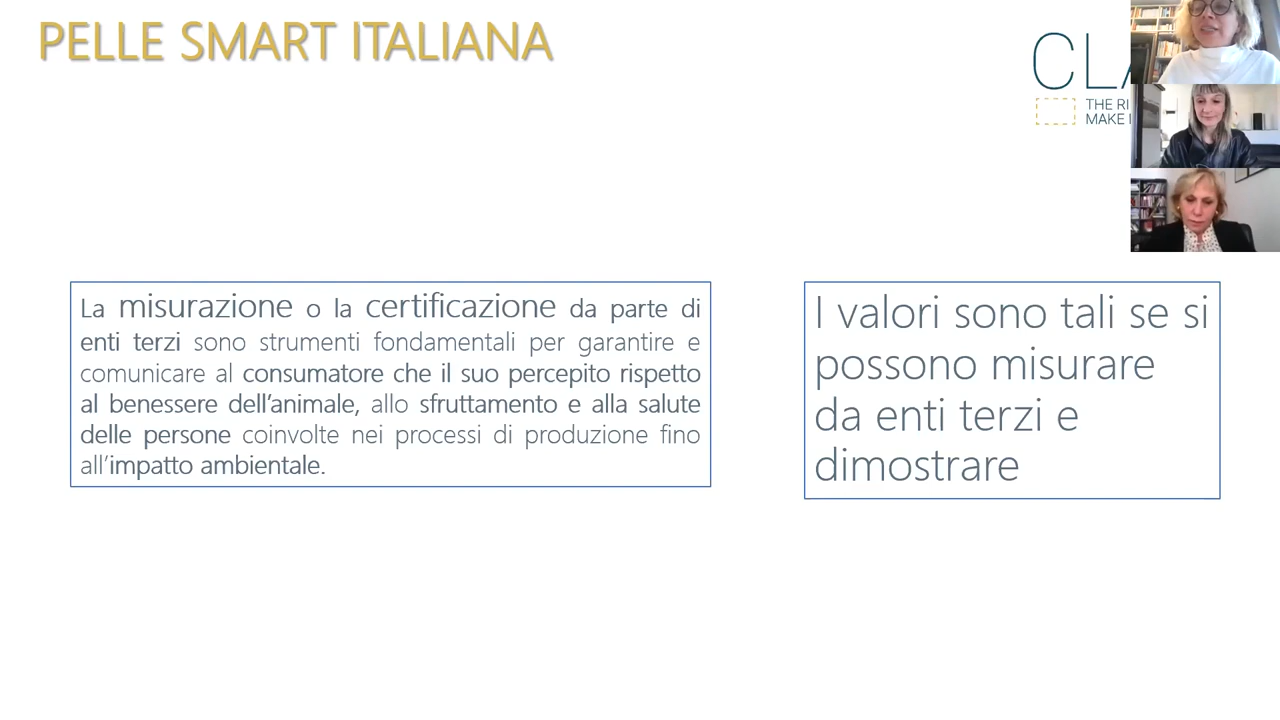 PELLE SMART ITALIANA
CLA
THE RI
MAKE I
La misurazione o la certificazione da parte di
enti terzi sono strumenti fondamentali per garantire e
comunicare al consumatore che il suo percepito rispetto
al benessere dell'animale, allo sfruttamento e alla salute
delle persone coinvolte nei processi di produzione fino
all'impatto ambientale.
I valori sono tali se si
possono misurare
da enti terzi e
dimostrare